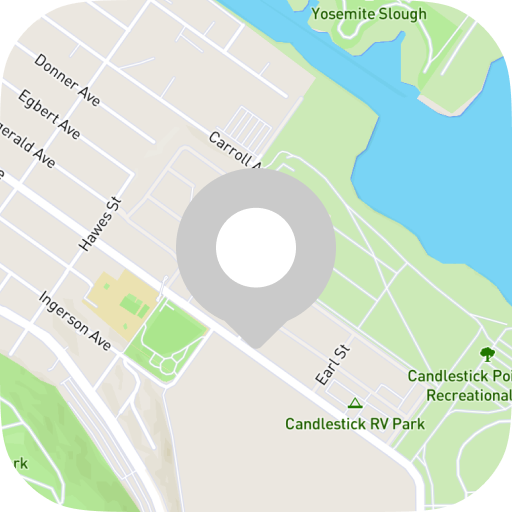 Yosemite Slough
Donner Ave
Egbert Ave
gerald Ave
Carroll A
Hawes St
Ingerson Ave
Earl St
Candlestick Poi
Recreational
Candlestick RV Park
rk